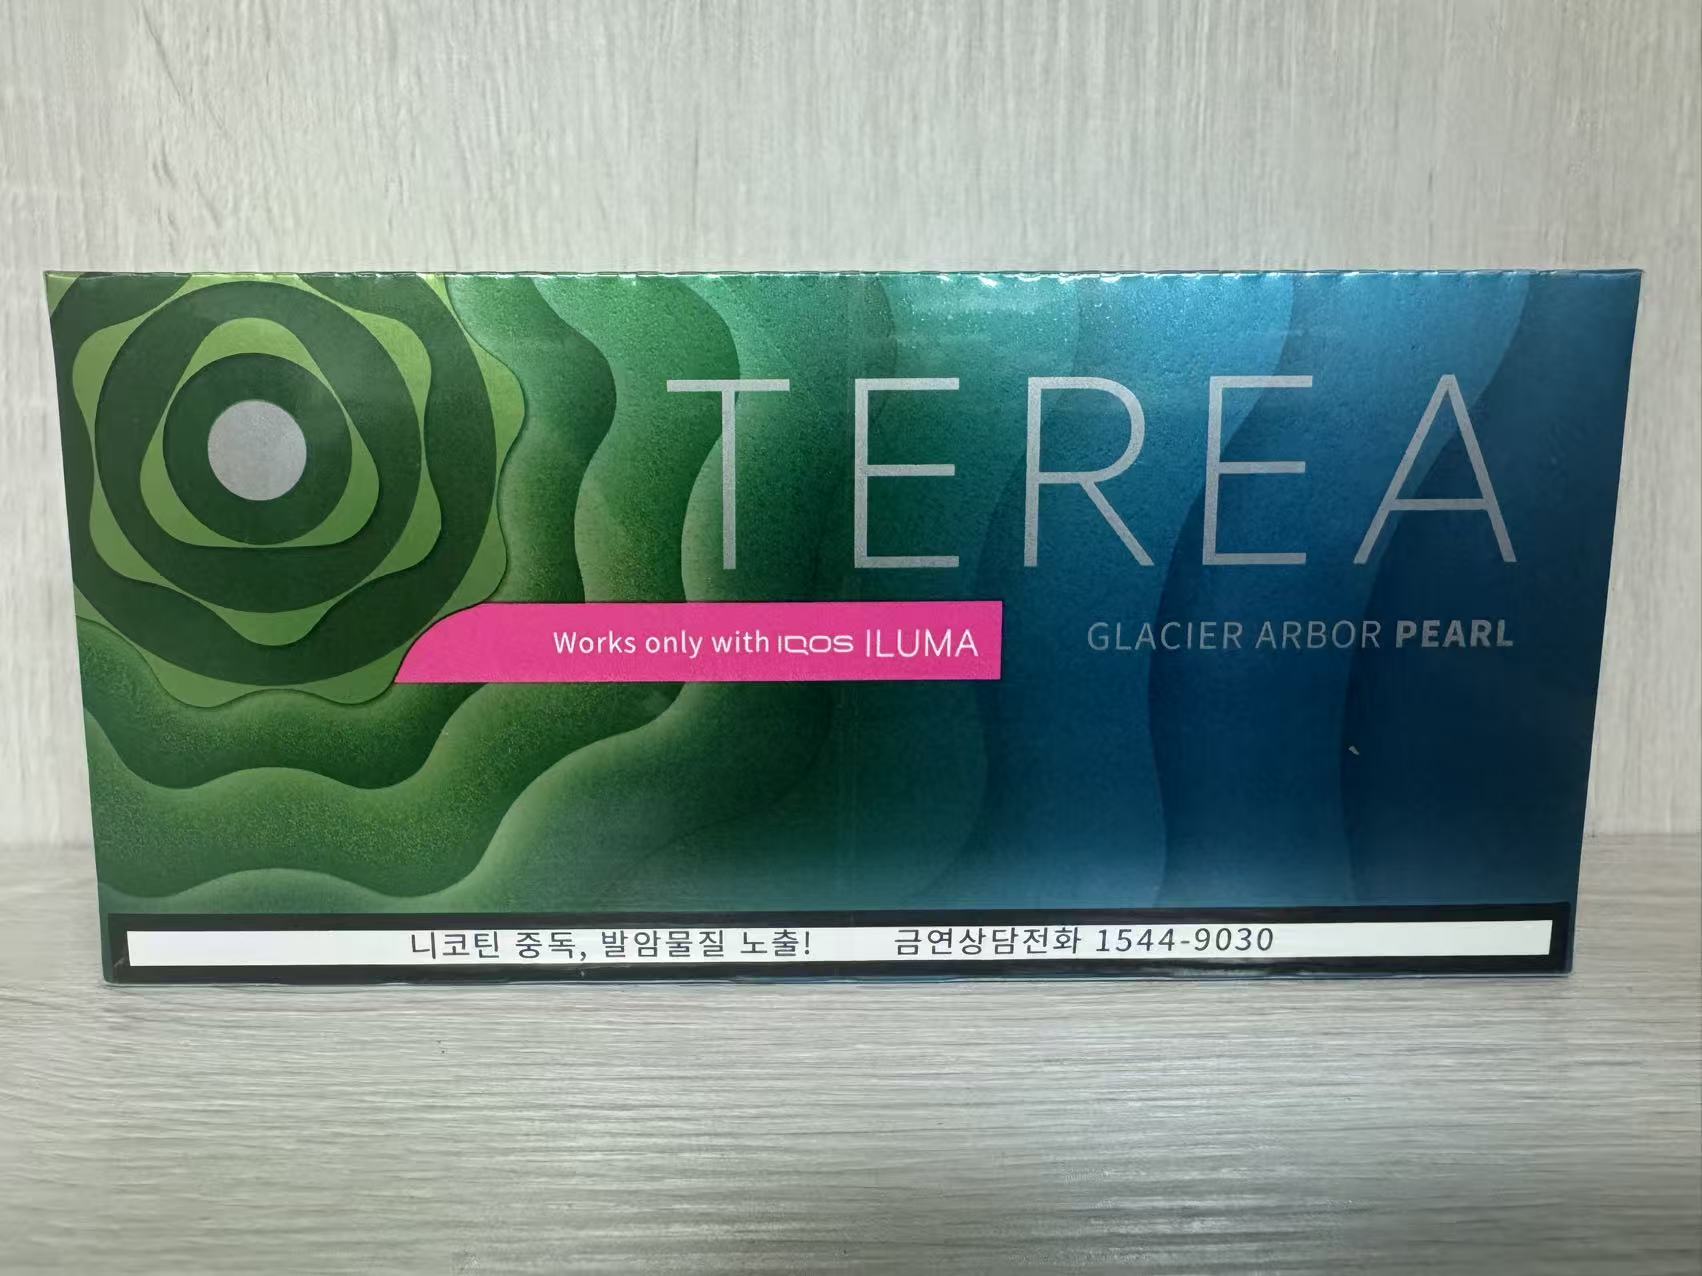 TEREA
Works only with IQOS ILUMA
GLACIER ARBOR PEARL
니코틴 중독, 발암물질 노출! 금연상담전화 1544-9030